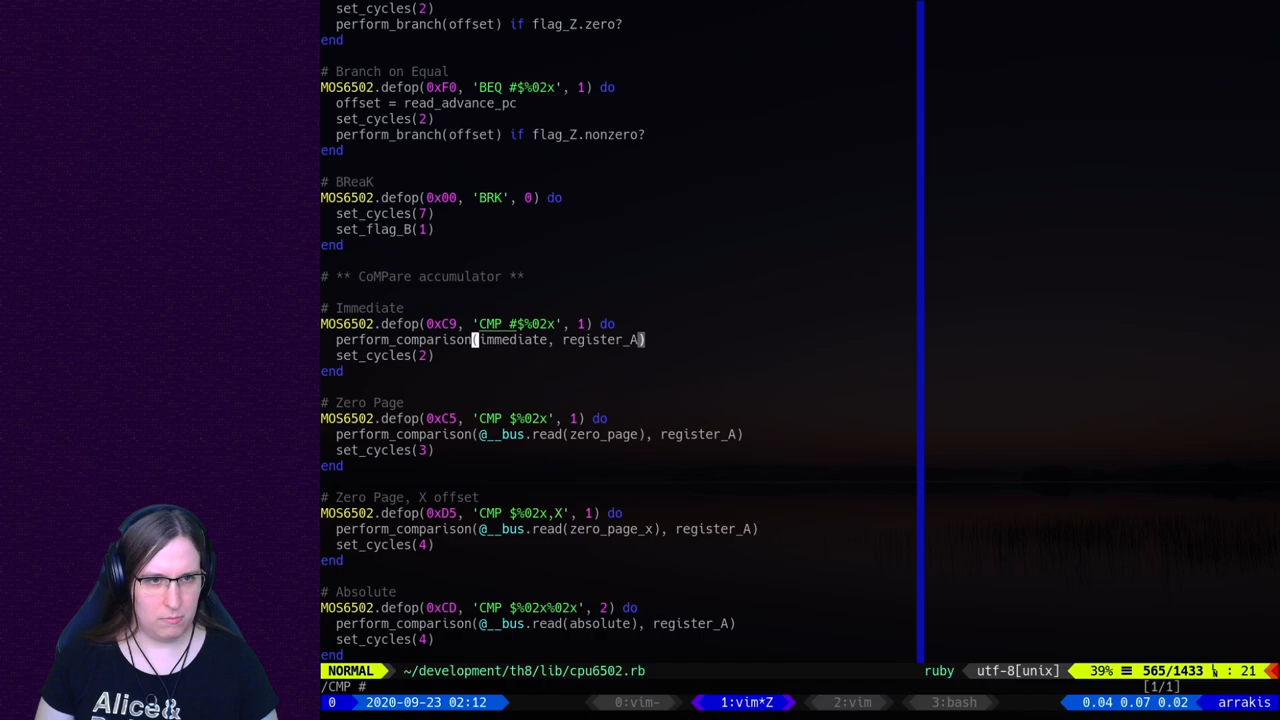 set_cycles(2)
perform_branch(offset) if flag_Z.zero?
end
# Branch on Equal
MOS6502.defop(0xF0, 'BEQ #$%02x', 1) do
offset = read_advance_pc
set_cycles(2)
perform_branch(offset) if flag_Z.nonzero?
end
# BReaK
MOS6502.defop(0x00, 'BRK', 0) do
set_cycles(7)
set_flag_B(1)
end
# ** CoMPare accumulator **
# Immediate
MOS6502.defop(0xC9, 'CMP #$%02x', 1) do
perform_comparison(immediate, register_A)
set_cycles(2)
end
# Zero Page
MOS6502.defop(0xC5, 'CMP $%02x', 1) do
perform_comparison(@__bus.read(zero_page), register_A)
set_cycles(3)
end
# Zero Page, X offset
MOS6502.defop(0xD5, 'CMP $%02x,X', 1) do
perform_comparison(@__bus.read(zero_page_x), register_A)
set_cycles(4)
end
# Absolute
MOS6502.defop(0xCD, 'CMP $%02x%02x', 2) do
perform_comparison(@__bus.read(absolute), register_A)
set_cycles(4)
end
NORMAL ~/development/th8/lib/cpu6502.rb ruby utf-8[unix] 39% ☰ 565/1433 ㏑ : 21
/CMP # [1/1]
0 2020-09-23 02:12 0:vim- 1:vim*Z 2:vim 3:bash 0.04 0.07 0.02 arrakis
Alice&